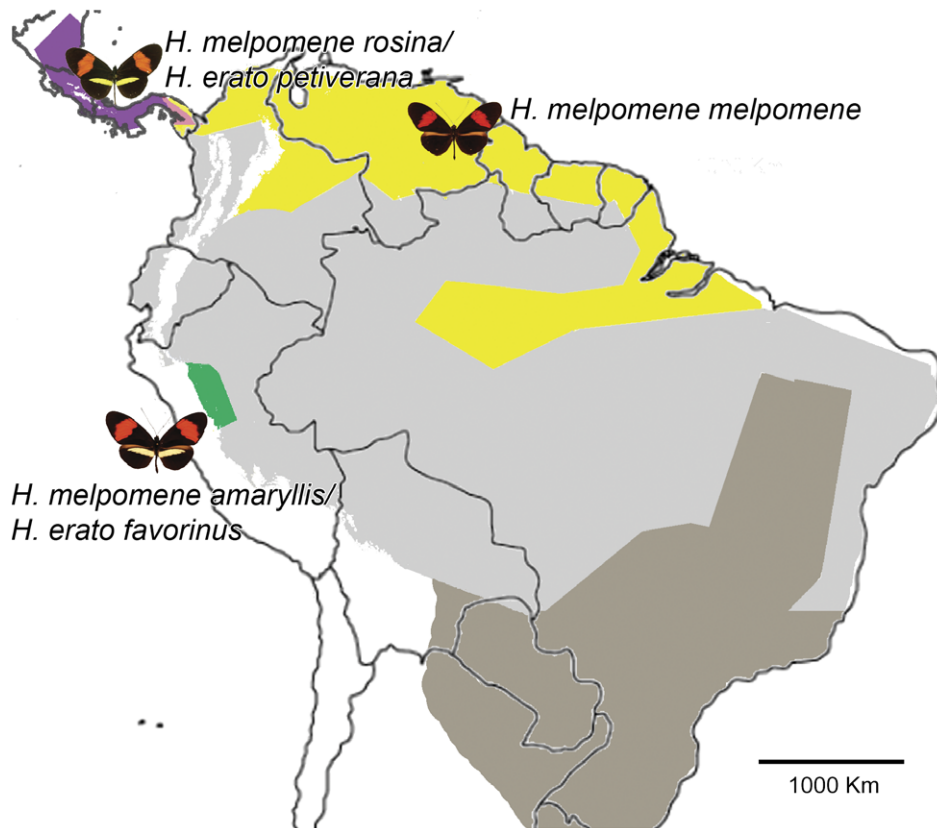 H. melpomene rosina/
H. erato petiverana
H. melpomene melpomene
H. melpomene amaryllis/
H. erato favorinus
1000 Km